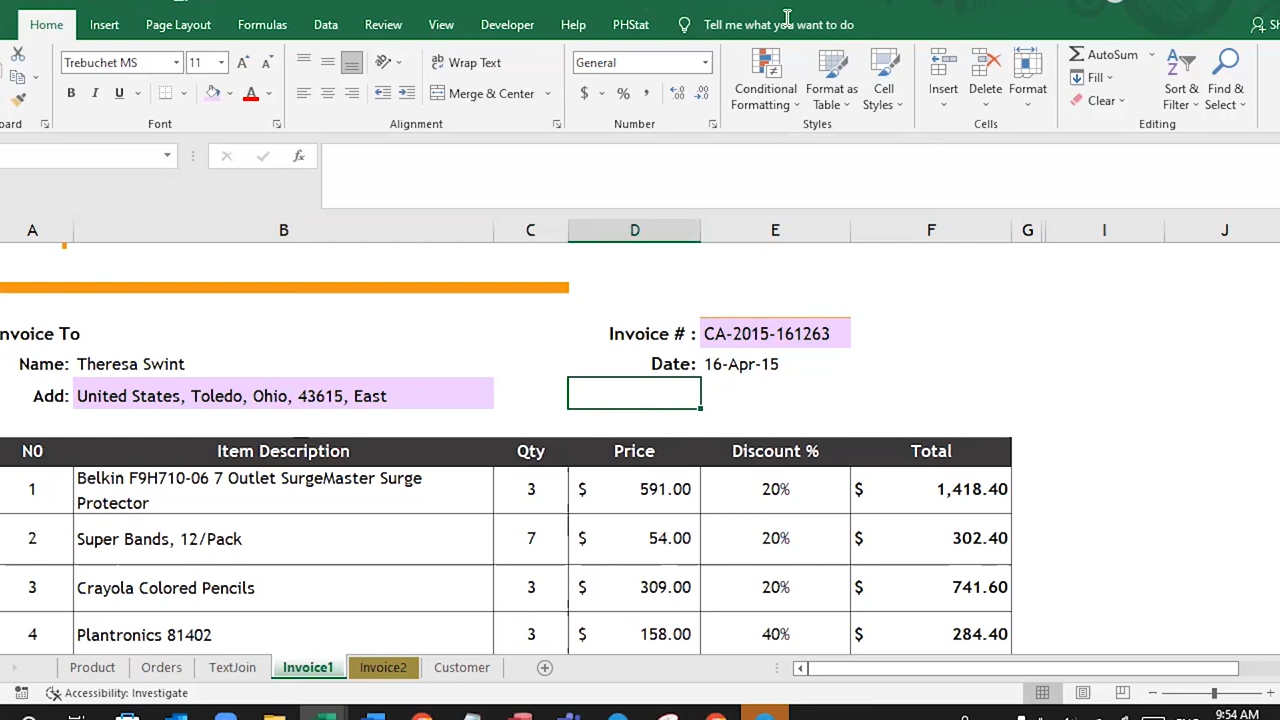 Home Insert Page Layout Formulas Data Review View Developer Help PHStat Tell me what you want to do
Trebuchet MS 11 Wrap Text General AutoSum
B I U Merge & Center $ % Conditional Formatting Format as Table Cell Styles Insert Delete Format Fill Sort & Filter Find & Select
Clear
Font Alignment Number Styles Cells Editing
fx
A B C D E F G I J
nvoice To Invoice # : CA-2015-161263
Name: Theresa Swint Date: 16-Apr-15
Add: United States, Toledo, Ohio, 43615, East
N0 Item Description Qty Price Discount % Total
1 Belkin F9H710-06 7 Outlet SurgeMaster Surge Protector 3 $ 591.00 20% $ 1,418.40
2 Super Bands, 12/Pack 7 $ 54.00 20% $ 302.40
3 Crayola Colored Pencils 3 $ 309.00 20% $ 741.60
4 Plantronics 81402 3 $ 158.00 40% $ 284.40
Product Orders TextJoin Invoice1 Invoice2 Customer
Accessibility: Investigate
9:54 AM